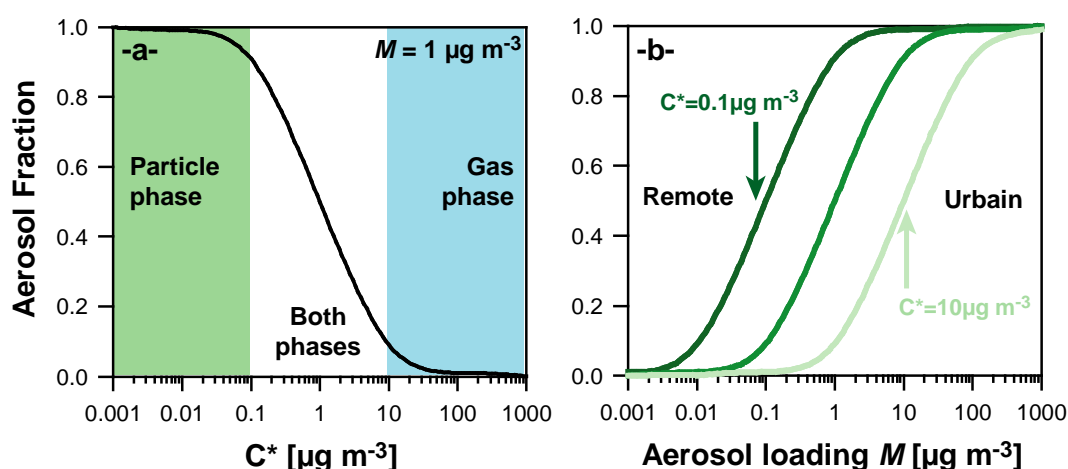 -a-
M = 1 µg m-3
Particle
phase
Gas
phase
Both
phases
Aerosol Fraction
1.0
0.8
0.6
0.4
0.2
0.0
0.001
0.01
0.1
1
10
100
1000
C* [µg m-3]
-b-
C*=0.1µg m-3
Remote
Urbain
C*=10µg m-3
1.0
0.8
0.6
0.4
0.2
0.0
0.001
0.01
0.1
1
10
100
1000
Aerosol loading M [µg m-3]